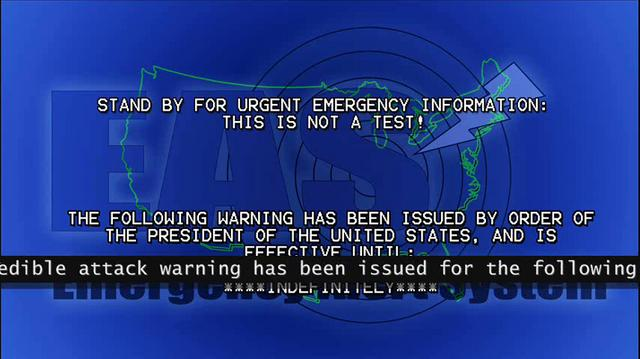 EAS
STAND BY FOR URGENT EMERGENCY INFORMATION:
THIS IS NOT A TEST!
THE FOLLOWING WARNING HAS BEEN ISSUED BY ORDER OF
THE PRESIDENT OF THE UNITED STATES, AND IS
EFFECTIVE UNTIL:
edible attack warning has been issued for the following
Emergency Alert System
****INDEFINITELY****